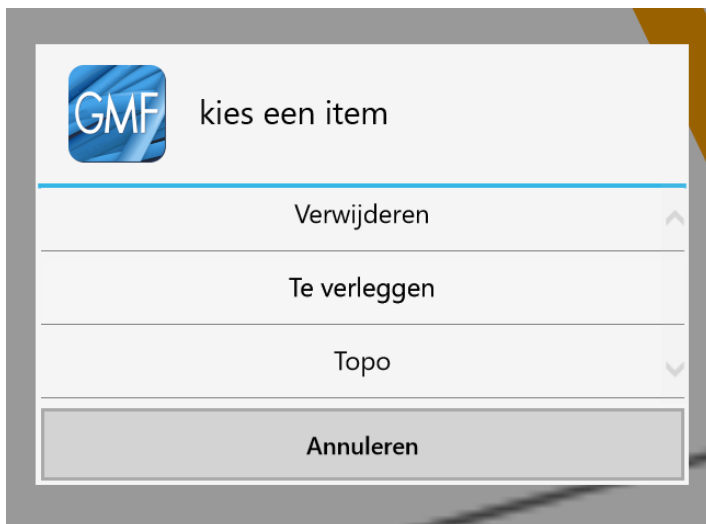 GMF
kies een item
Verwijderen
Te verleggen
Topo
Annuleren